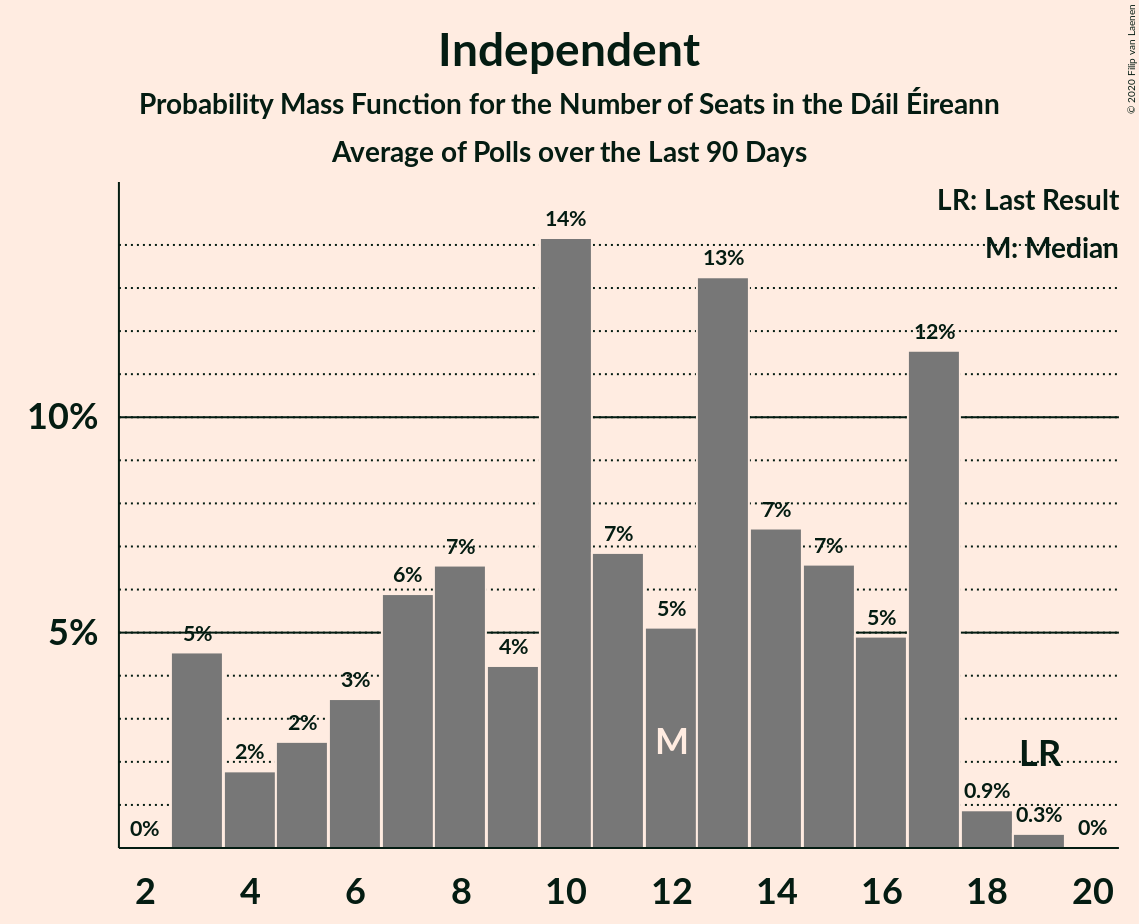 Independent
Probability Mass Function for the Number of Seats in the Dáil Éireann
Average of Polls over the Last 90 Days
© 2020 Filip van Laenen
LR: Last Result
M: Median
10%
5%
0%
5%
2%
2%
3%
6%
7%
4%
14%
7%
5%
13%
7%
7%
5%
12%
0.9%
0.3%
0%
M
LR
2 4 6 8 10 12 14 16 18 20